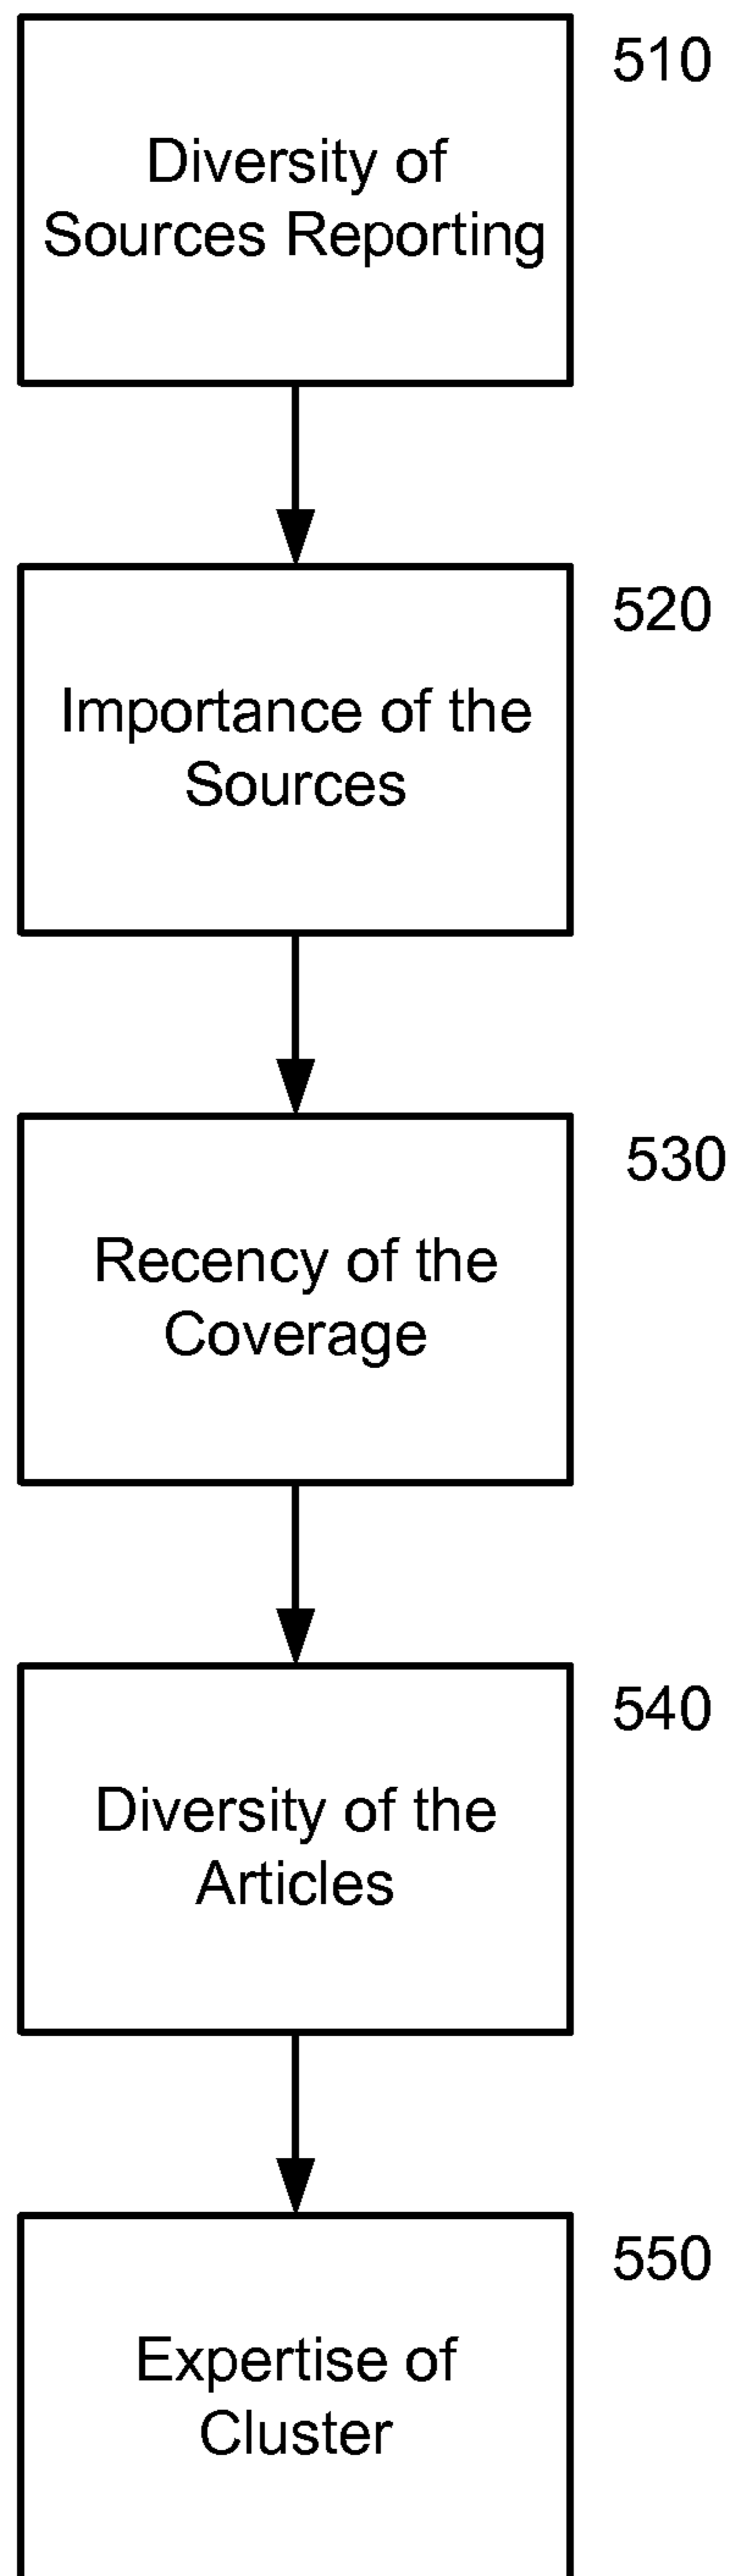 510
Diversity of
Sources Reporting
520
Importance of the
Sources
530
Recency of the
Coverage
540
Diversity of the
Articles
550
Expertise of
Cluster